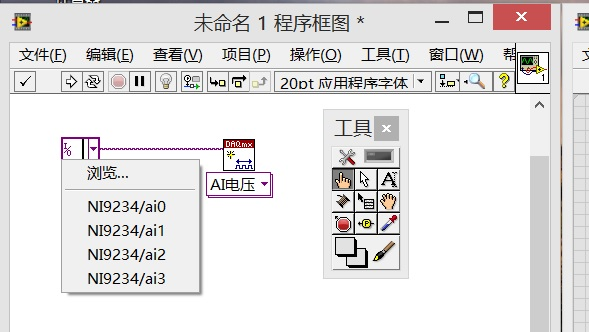 未命名 1 程序框图 *
文件(F) 编辑(E) 查看(V) 项目(P) 操作(O) 工具(T) 窗口(W) 帮
20pt 应用程序字体
1
工具
I/O
DAQmx
AI电压
浏览...
NI9234/ai0
NI9234/ai1
NI9234/ai2
NI9234/ai3